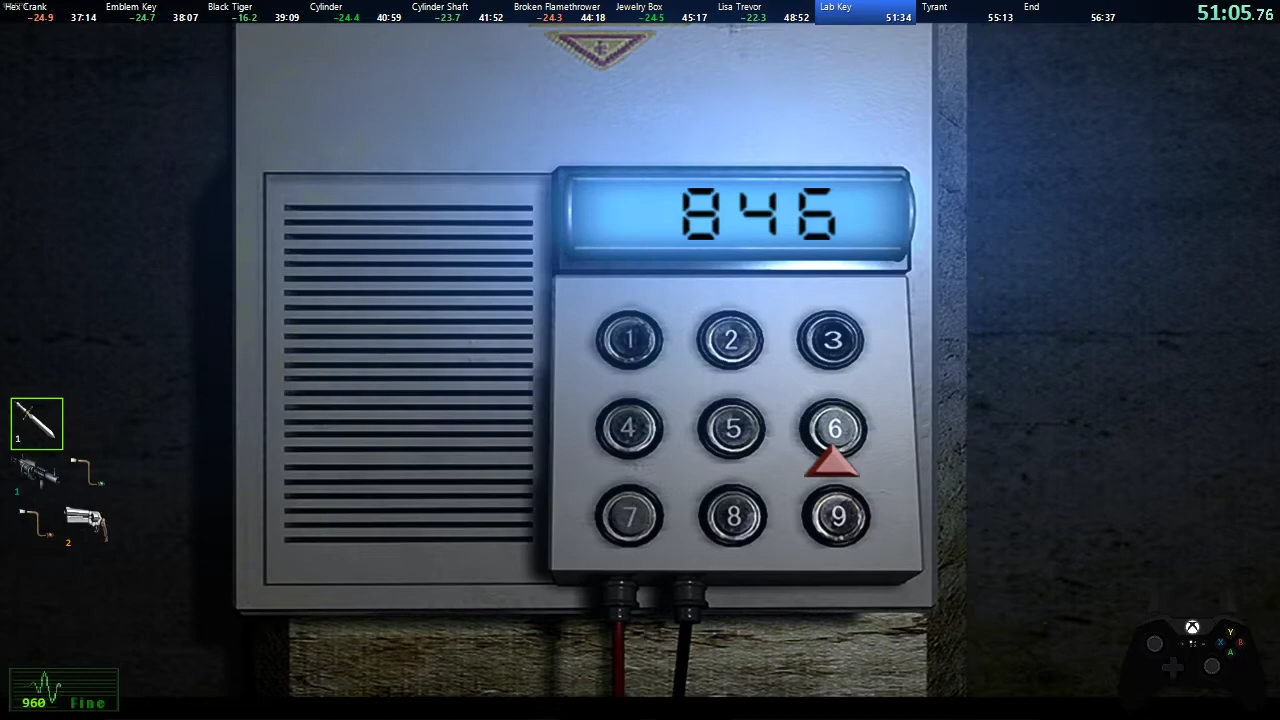 Hex Crank Emblem Key Black Tiger Cylinder Cylinder Shaft Broken Flamethrower Jewelry Box Lisa Trevor Lab Key Tyrant End
-24.9 37:14 -24.7 38:07 -16.2 39:09 -24.4 40:59 -23.7 41:52 -24.3 44:18 -24.5 45:17 -22.3 48:52 51:34 55:13 56:37
51:05.76
846
1 2 3
4 5 6
7 8 9
1
1
2
960 Fine
Y
X B
A